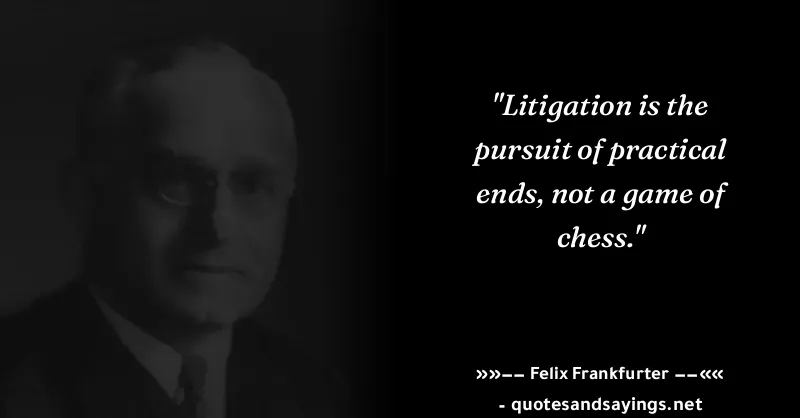 "Litigation is the
pursuit of practical
ends, not a game of
chess."
»»−− Felix Frankfurter −−««
- quotesandsayings.net